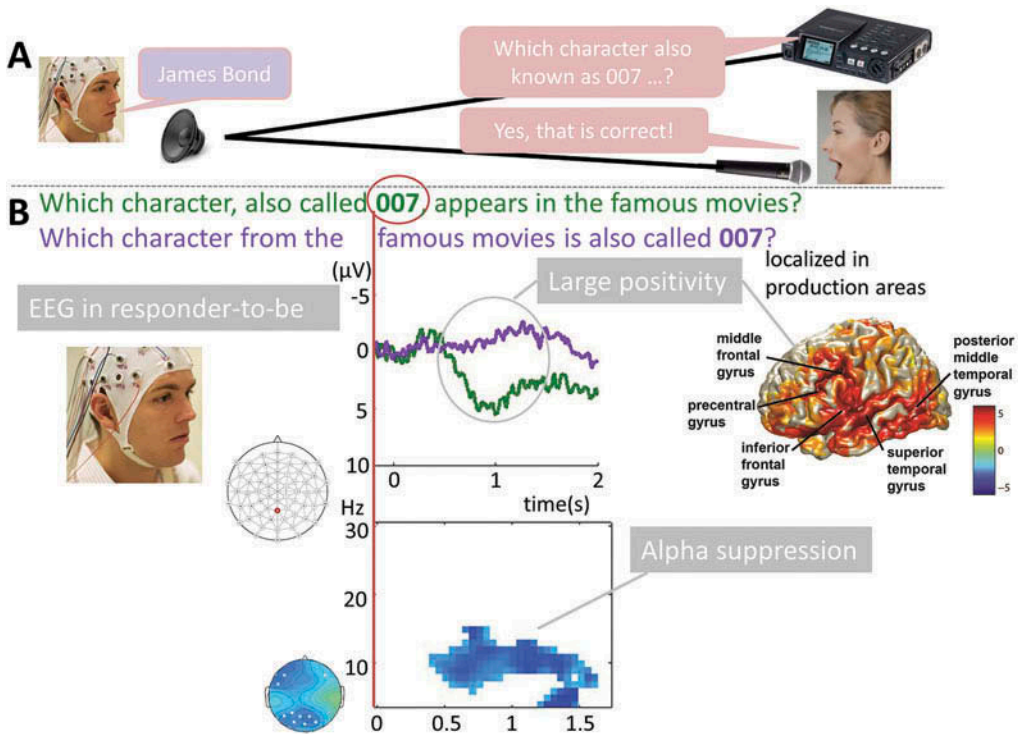 A
James Bond
Which character also
known as 007 ...?
Yes, that is correct!
B
Which character, also called 007, appears in the famous movies?
Which character from the famous movies is also called 007?
EEG in responder-to-be
(µV)
-5
0
5
10
0
1
2
time(s)
Large positivity
localized in
production areas
middle
frontal
gyrus
precentral
gyrus
inferior
frontal
gyrus
superior
temporal
gyrus
posterior
middle
temporal
gyrus
5
0
-5
Hz
30
20
10
0
0.5
1
1.5
Alpha suppression